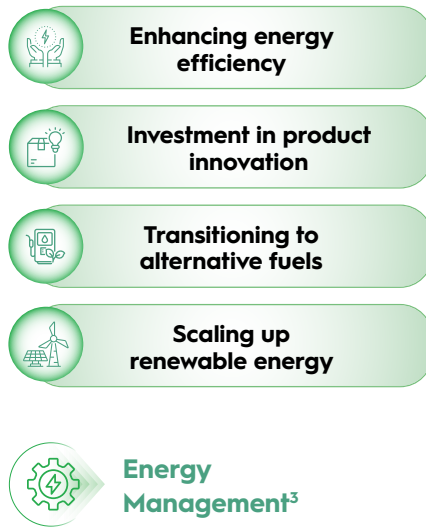 Enhancing energy
efficiency
Investment in product
innovation
Transitioning to
alternative fuels
Scaling up
renewable energy
Energy
Management³